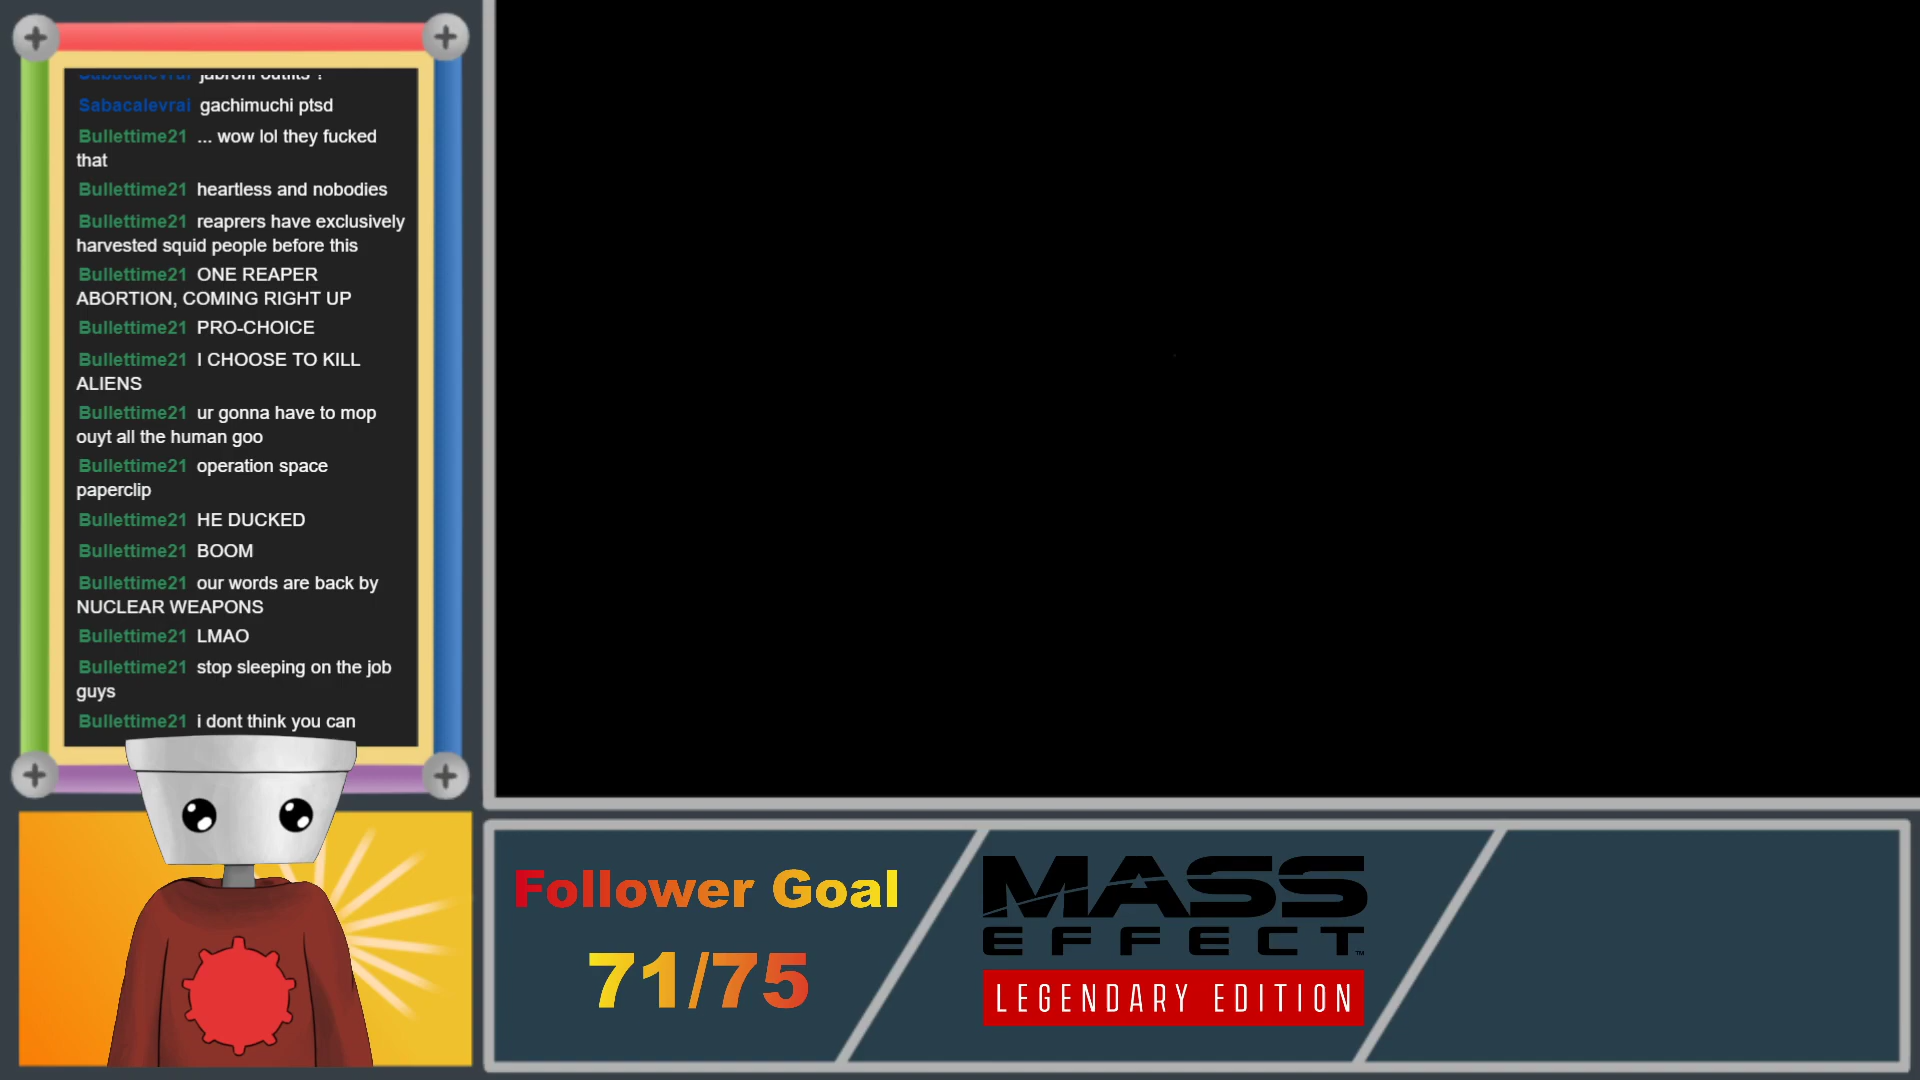 Sabacalevrai jabroni outfits ?
Sabacalevrai gachimuchi ptsd
Bullettime21 ... wow lol they fucked
that
Bullettime21 heartless and nobodies
Bullettime21 reaprers have exclusively
harvested squid people before this
Bullettime21 ONE REAPER
ABORTION, COMING RIGHT UP
Bullettime21 PRO-CHOICE
Bullettime21 I CHOOSE TO KILL
ALIENS
Bullettime21 ur gonna have to mop
ouyt all the human goo
Bullettime21 operation space
paperclip
Bullettime21 HE DUCKED
Bullettime21 BOOM
Bullettime21 our words are back by
NUCLEAR WEAPONS
Bullettime21 LMAO
Bullettime21 stop sleeping on the job
guys
Bullettime21 i dont think you can
Follower Goal
71/75
MASS
EFFECT™
LEGENDARY EDITION